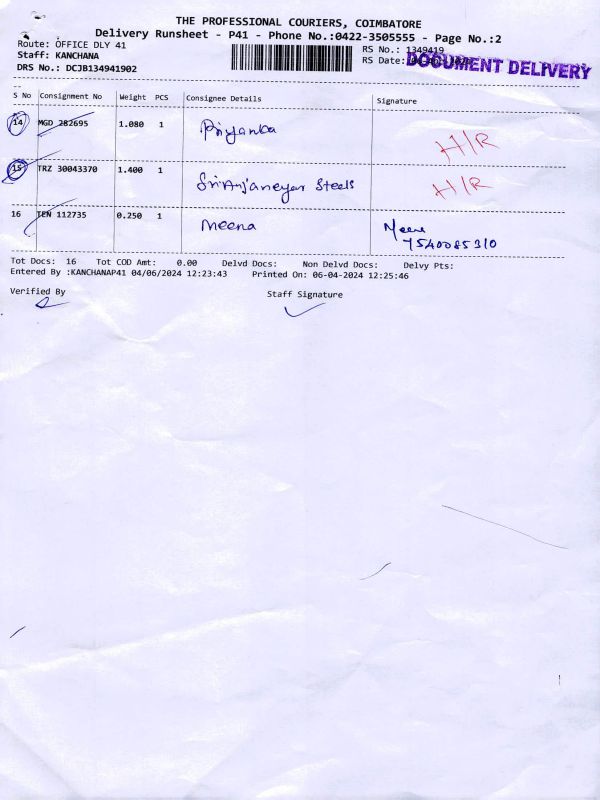 THE PROFESSIONAL COURIERS, COIMBATORE
Delivery Runsheet - P41 - Phone No.:0422-3505555 - Page No.:2
Route: OFFICE DLY 41
RS No.: 1349419
Staff: KANCHANA
RS Date:
DOCUMENT DELIVERY
DRS No.: DCJB134941902
S No Consignment No Weight PCS Consignee Details Signature
14 MGD 282695 1.080 1 Priyanka H/R
15 TRZ 30043370 1.400 1 Sri Anjaneyar Steels H/R
16 TEN 112735 0.250 1 Meena Meena
7540085310
Tot Docs: 16 Tot COD Amt: 0.00 Delvd Docs: Non Delvd Docs: Delvy Pts:
Entered By :KANCHANAP41 04/06/2024 12:23:43 Printed On: 06-04-2024 12:25:46
Verified By Staff Signature